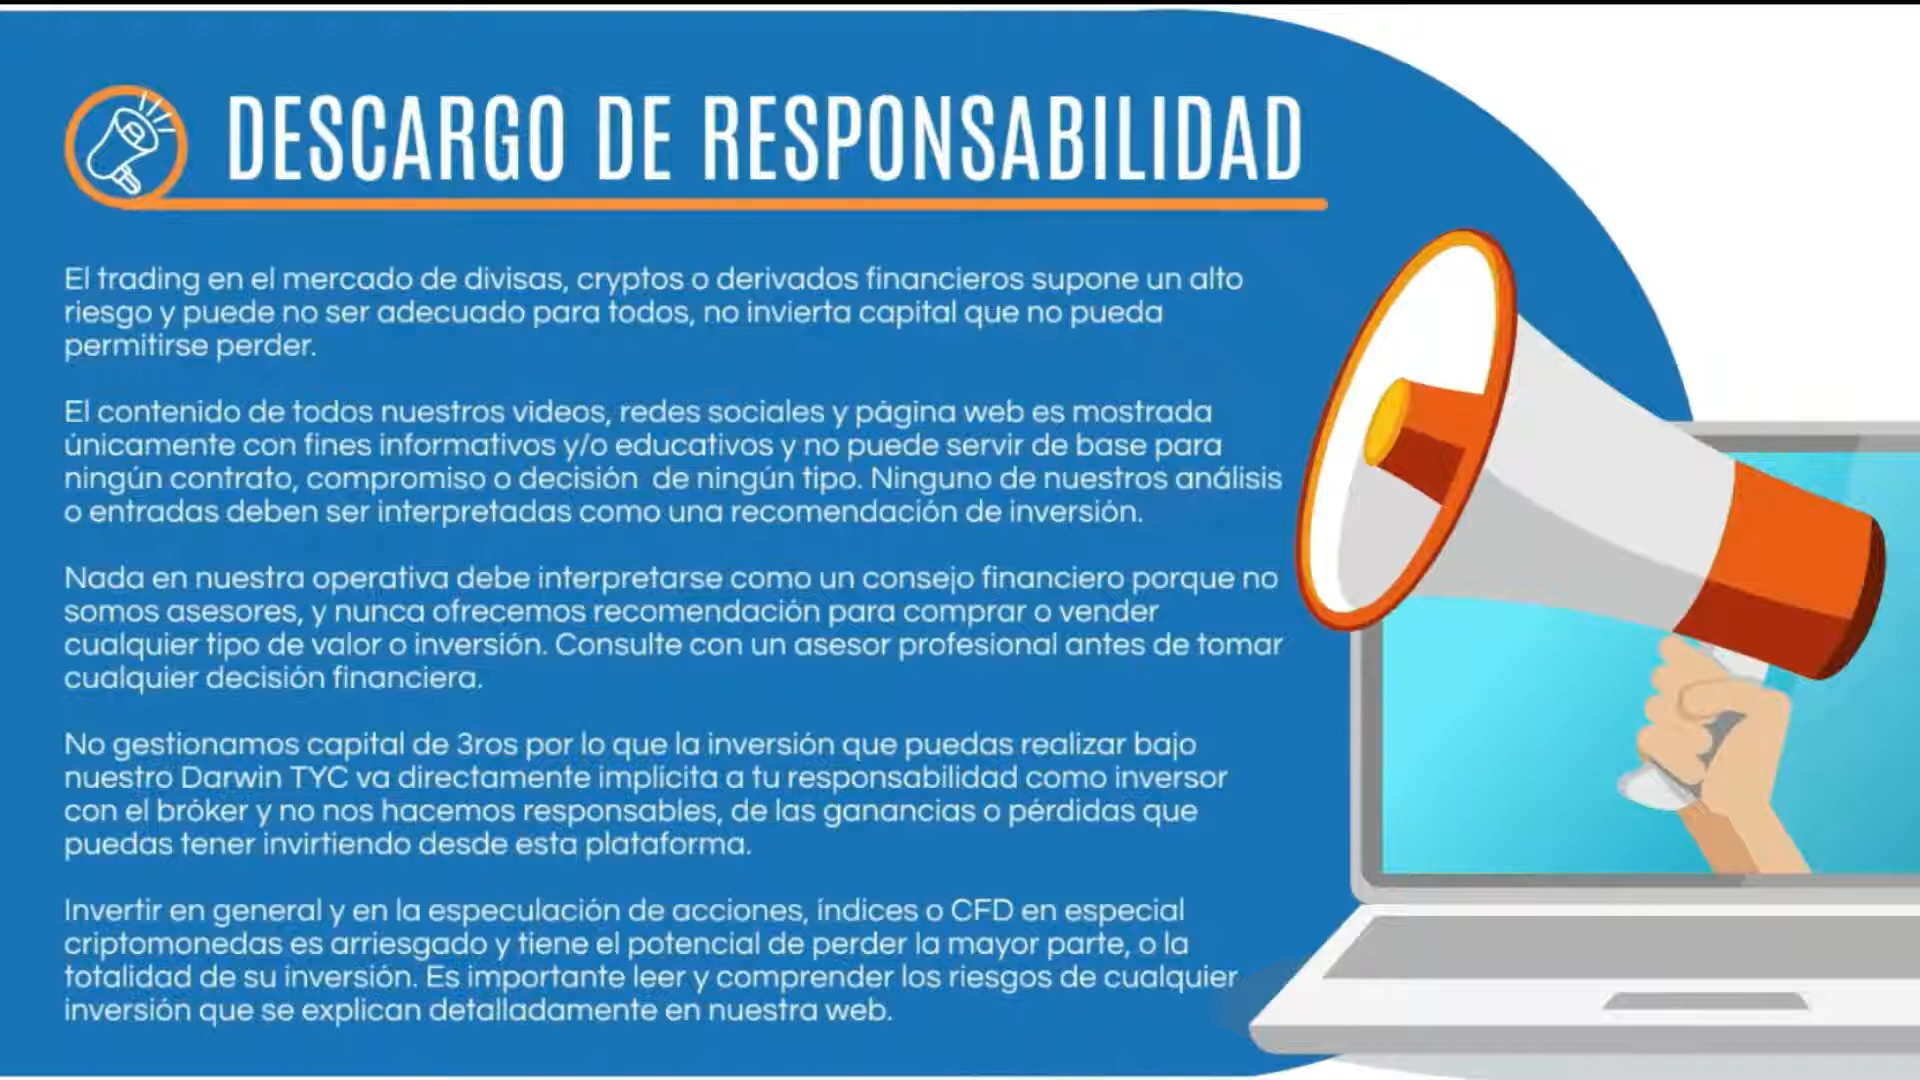 DESCARGO DE RESPONSABILIDAD
El trading en el mercado de divisas, cryptos o derivados financieros supone un alto
riesgo y puede no ser adecuado para todos, no invierta capital que no pueda
permitirse perder.
El contenido de todos nuestros videos, redes sociales y página web es mostrada
únicamente con fines informativos y/o educativos y no puede servir de base para
ningún contrato, compromiso o decisión de ningún tipo. Ninguno de nuestros análisis
o entradas deben ser interpretadas como una recomendación de inversión.
Nada en nuestra operativa debe interpretarse como un consejo financiero porque no
somos asesores, y nunca ofrecemos recomendación para comprar o vender
cualquier tipo de valor o inversión. Consulte con un asesor profesional antes de tomar
cualquier decisión financiera.
No gestionamos capital de 3ros por lo que la inversión que puedas realizar bajo
nuestro Darwin TYC va directamente implícita a tu responsabilidad como inversor
con el bróker y no nos hacemos responsables, de las ganancias o pérdidas que
puedas tener invirtiendo desde esta plataforma.
Invertir en general y en la especulación de acciones, índices o CFD en especial
criptomonedas es arriesgado y tiene el potencial de perder la mayor parte, o la
totalidad de su inversión. Es importante leer y comprender los riesgos de cualquier
inversión que se explican detalladamente en nuestra web.